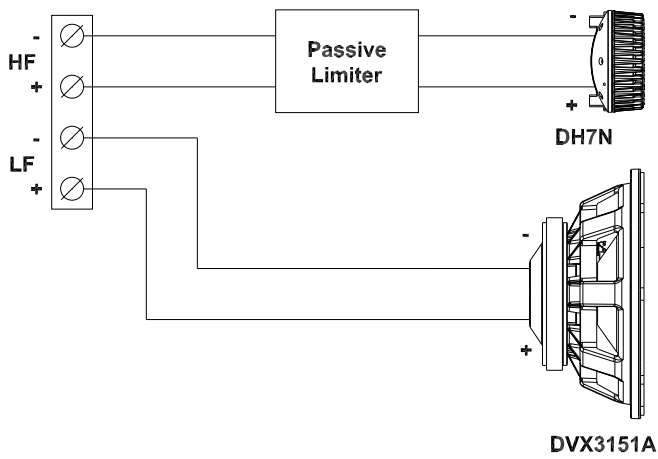 -
HF
+
-
LF
+
Passive
Limiter
-
+
DH7N
-
+
DVX3151A